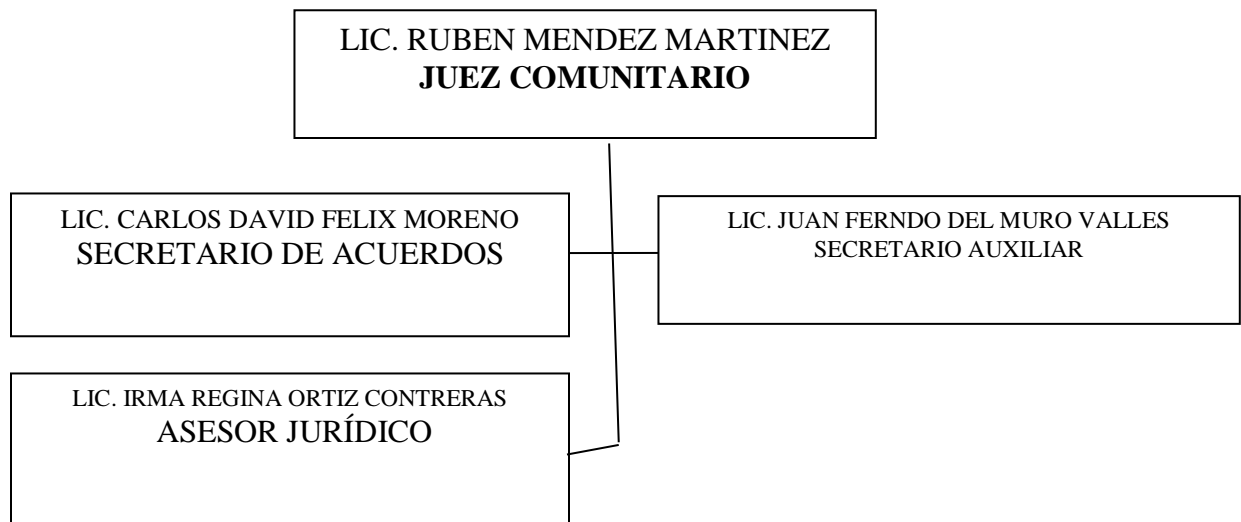 LIC. RUBEN MENDEZ MARTINEZ
JUEZ COMUNITARIO
LIC. CARLOS DAVID FELIX MORENO
SECRETARIO DE ACUERDOS
LIC. JUAN FERNDO DEL MURO VALLES
SECRETARIO AUXILIAR
LIC. IRMA REGINA ORTIZ CONTRERAS
ASESOR JURÍDICO